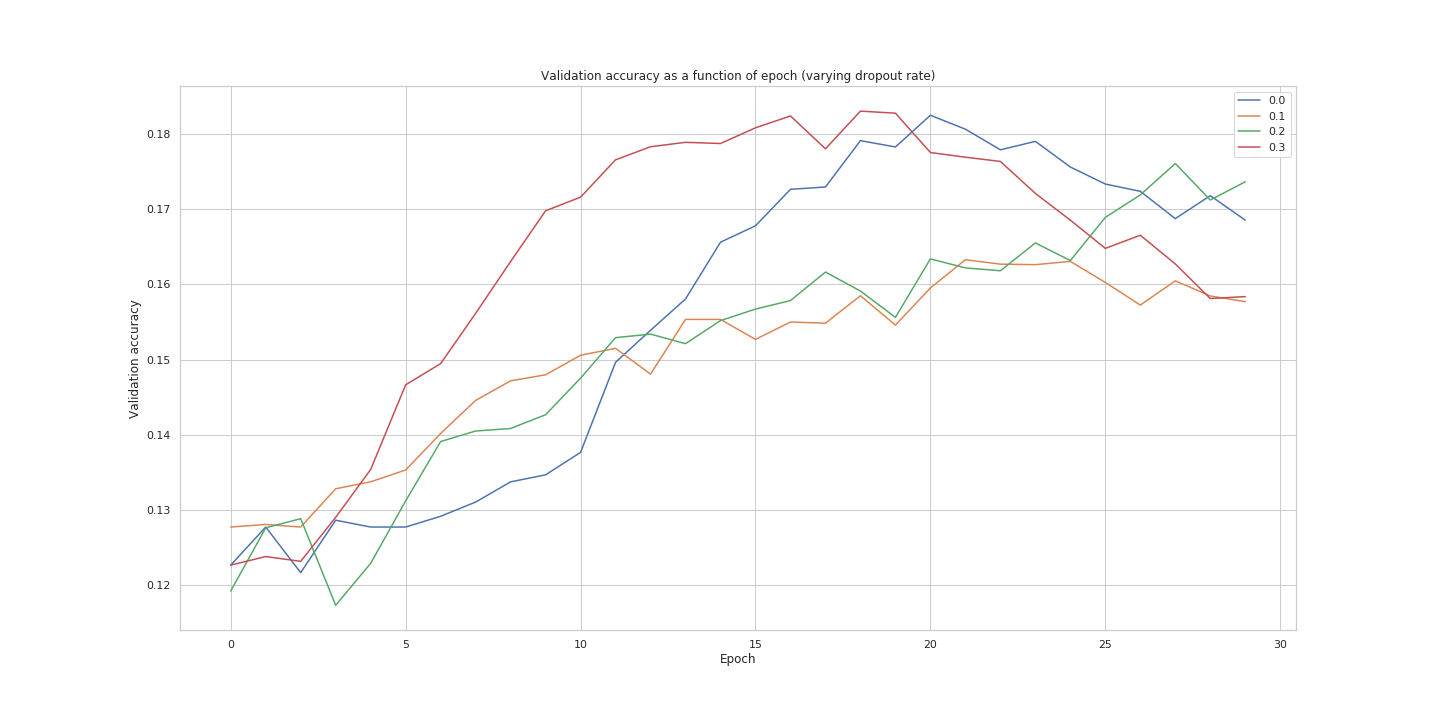 Validation accuracy as a function of epoch (varying dropout rate)
0.0
0.1
0.2
0.3
Validation accuracy
0.18
0.17
0.16
0.15
0.14
0.13
0.12
0 5 10 15 20 25 30
Epoch